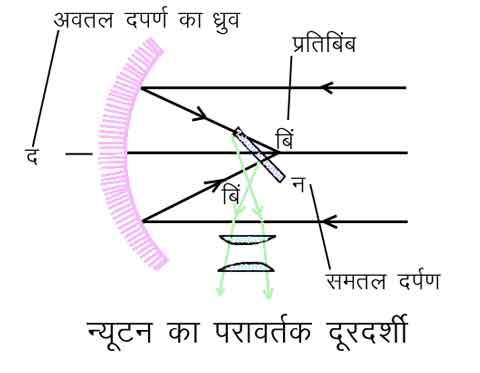 अवतल दपर्ण का ध्रुव
प्रतिबिंब
बिं
द
बिं
न
समतल दर्पण
न्यूटन का परावर्तक दूरदर्शी